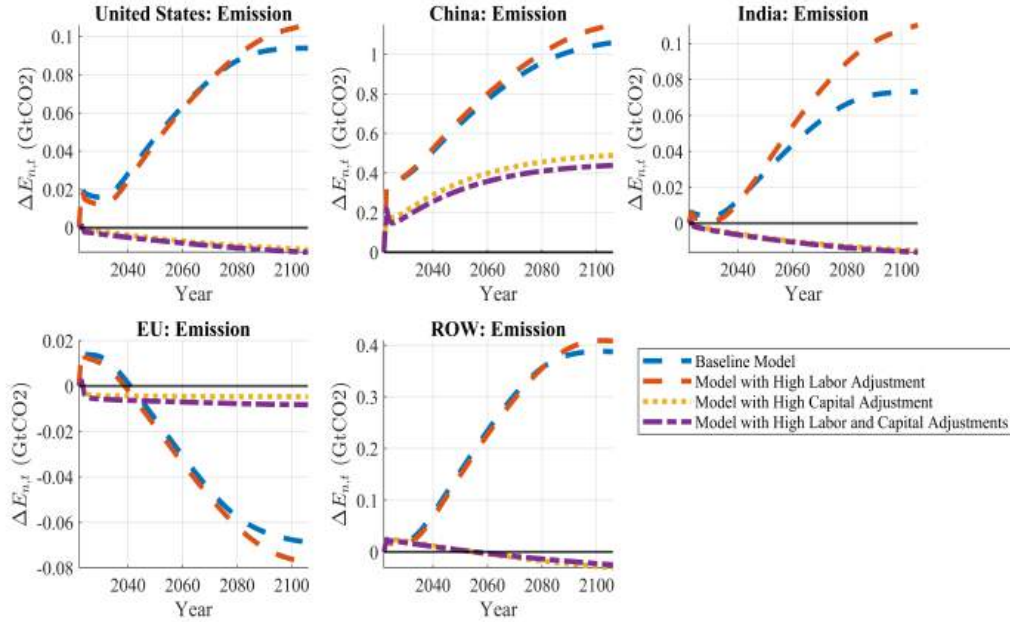 United States: Emission
0.1
0.08
0.06
0.04
0.02
0
2040 2060 2080 2100
Year
ΔE_{n,t} (GtCO2)
China: Emission
1
0.8
0.6
0.4
0.2
0
2040 2060 2080 2100
Year
ΔE_{n,t} (GtCO2)
India: Emission
0.1
0.08
0.06
0.04
0.02
0
2040 2060 2080 2100
Year
ΔE_{n,t} (GtCO2)
EU: Emission
0.02
0
-0.02
-0.04
-0.06
-0.08
2040 2060 2080 2100
Year
ΔE_{n,t} (GtCO2)
ROW: Emission
0.4
0.3
0.2
0.1
0
2040 2060 2080 2100
Year
ΔE_{n,t} (GtCO2)
Baseline Model
Model with High Labor Adjustment
Model with High Capital Adjustment
Model with High Labor and Capital Adjustments